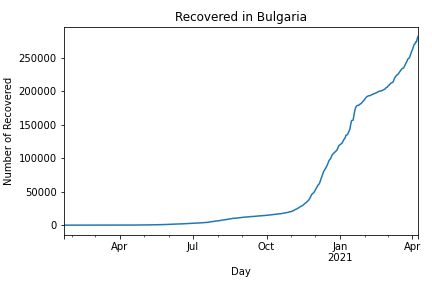 Recovered in Bulgaria
Number of Recovered
250000
200000
150000
100000
50000
0
Apr
Jul
Oct
Jan
2021
Apr
Day